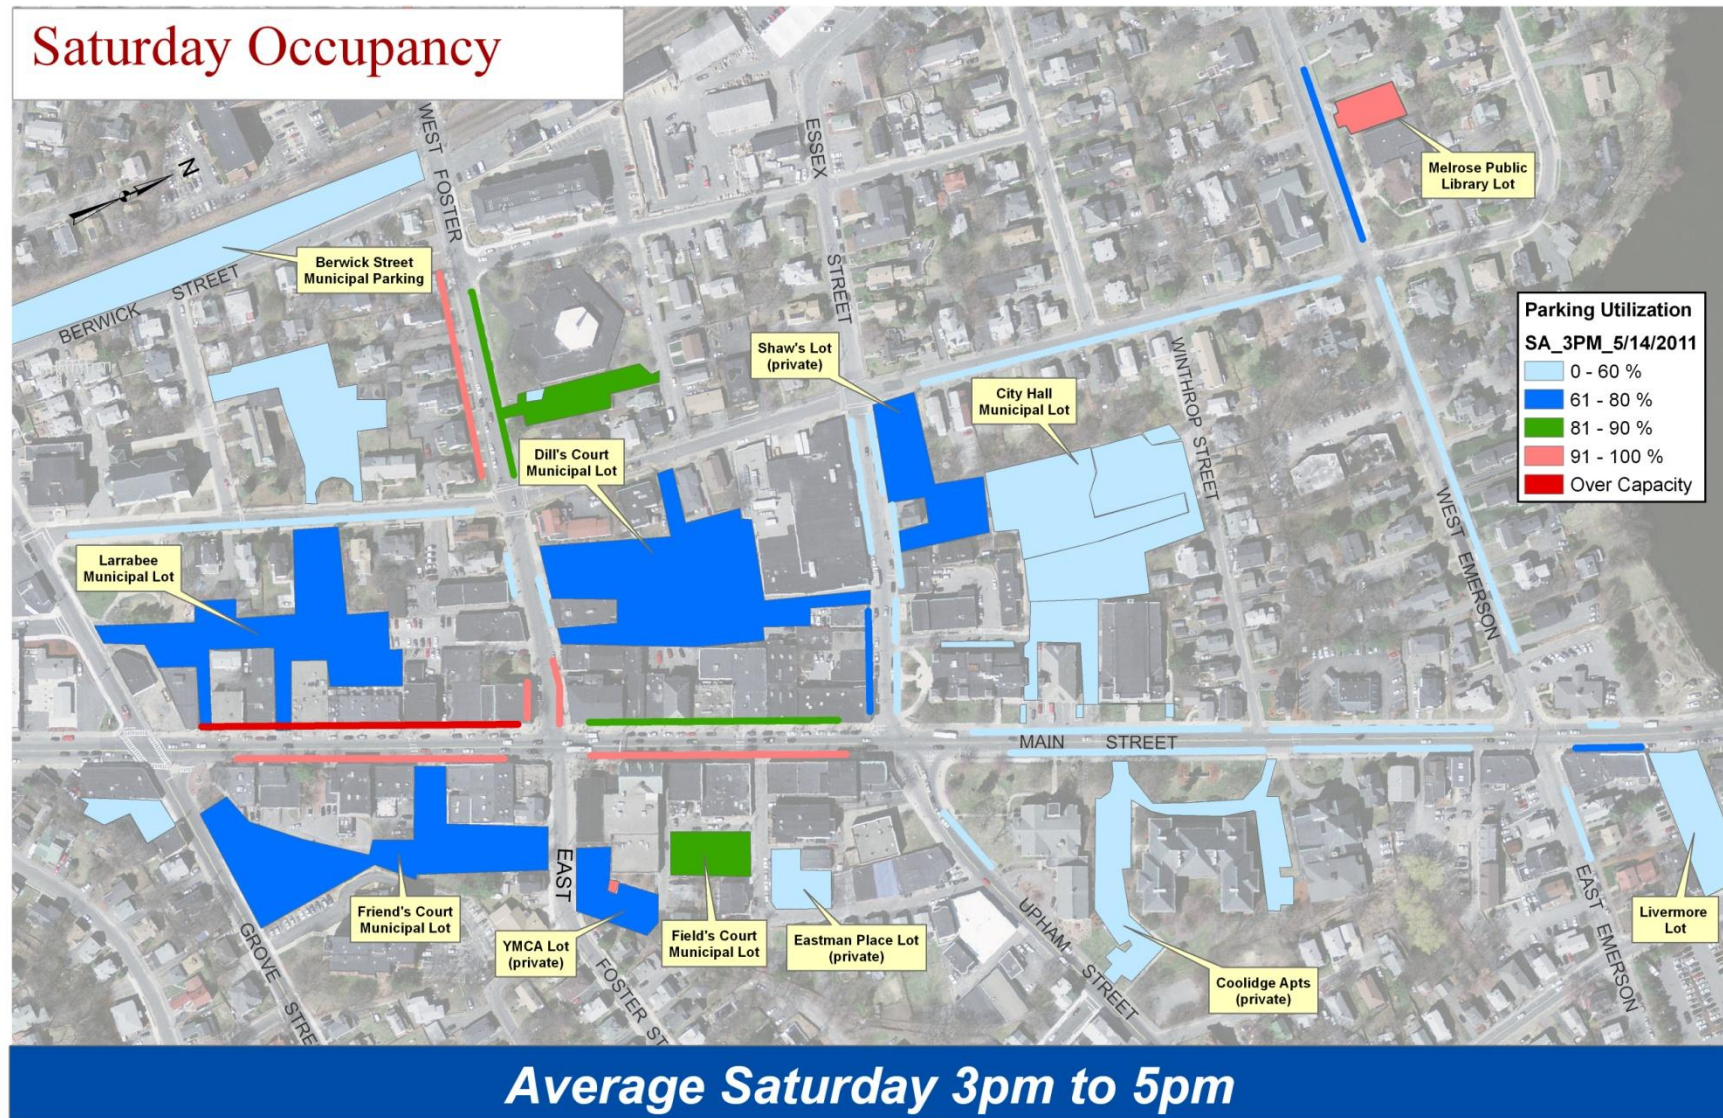 Saturday Occupancy
N
WEST FOSTER
ESSEX
STREET
BERWICK STREET
Berwick Street
Municipal Parking
Melrose Public
Library Lot
Shaw's Lot
(private)
City Hall
Municipal Lot
WINTHROP STREET
Parking Utilization
SA_3PM_5/14/2011
0 - 60 %
61 - 80 %
81 - 90 %
91 - 100 %
Over Capacity
Dill's Court
Municipal Lot
WEST EMERSON
Larrabee
Municipal Lot
MAIN STREET
EAST
FOSTER ST
GROVE STRE
Friend's Court
Municipal Lot
YMCA Lot
(private)
Field's Court
Municipal Lot
Eastman Place Lot
(private)
UPHAM STREET
Coolidge Apts
(private)
EAST EMERSON
Livermore
Lot
Average Saturday 3pm to 5pm